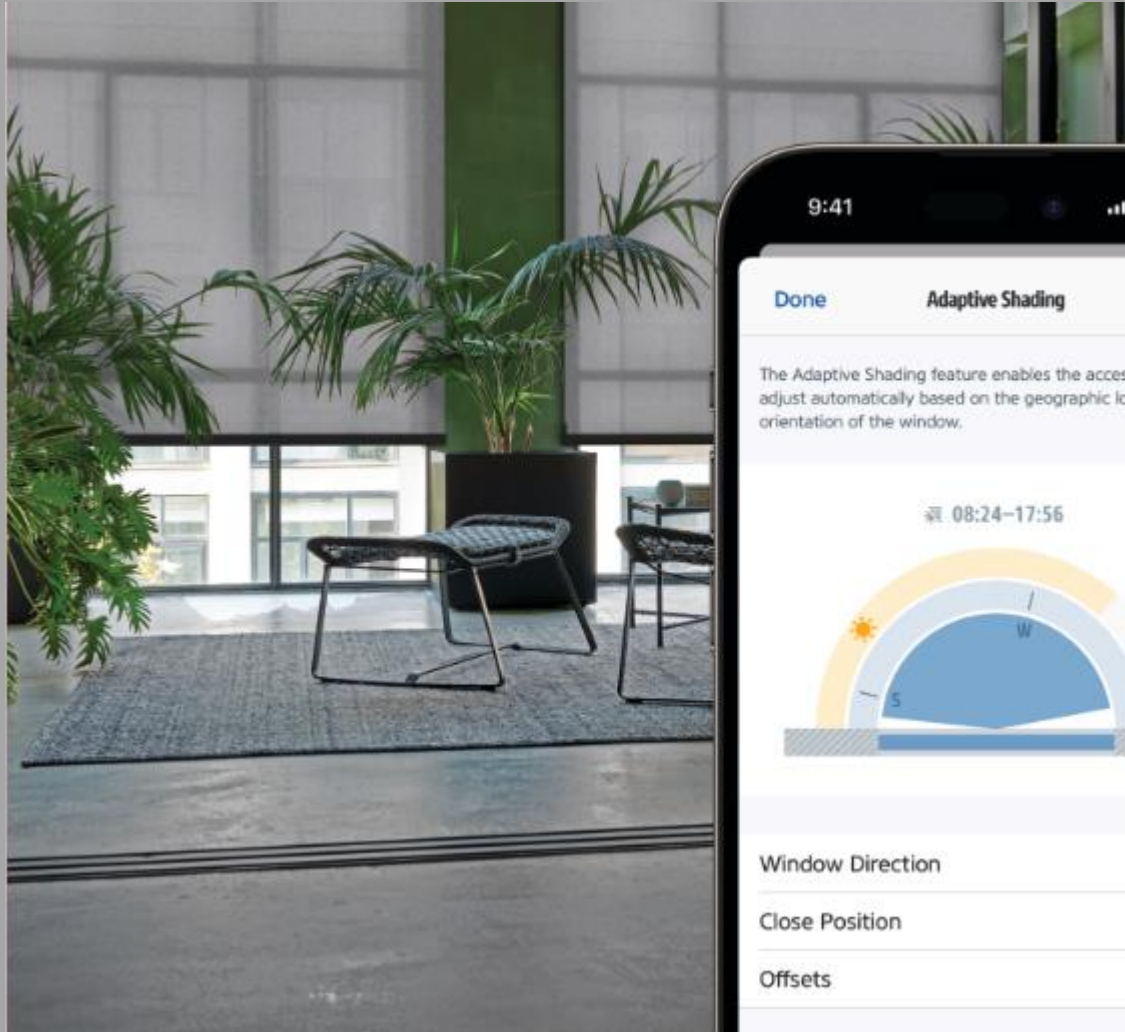 9:41
Done
Adaptive Shading
The Adaptive Shading feature enables the acces
adjust automatically based on the geographic lo
orientation of the window.
08:24–17:56
W
S
Window Direction
Close Position
Offsets